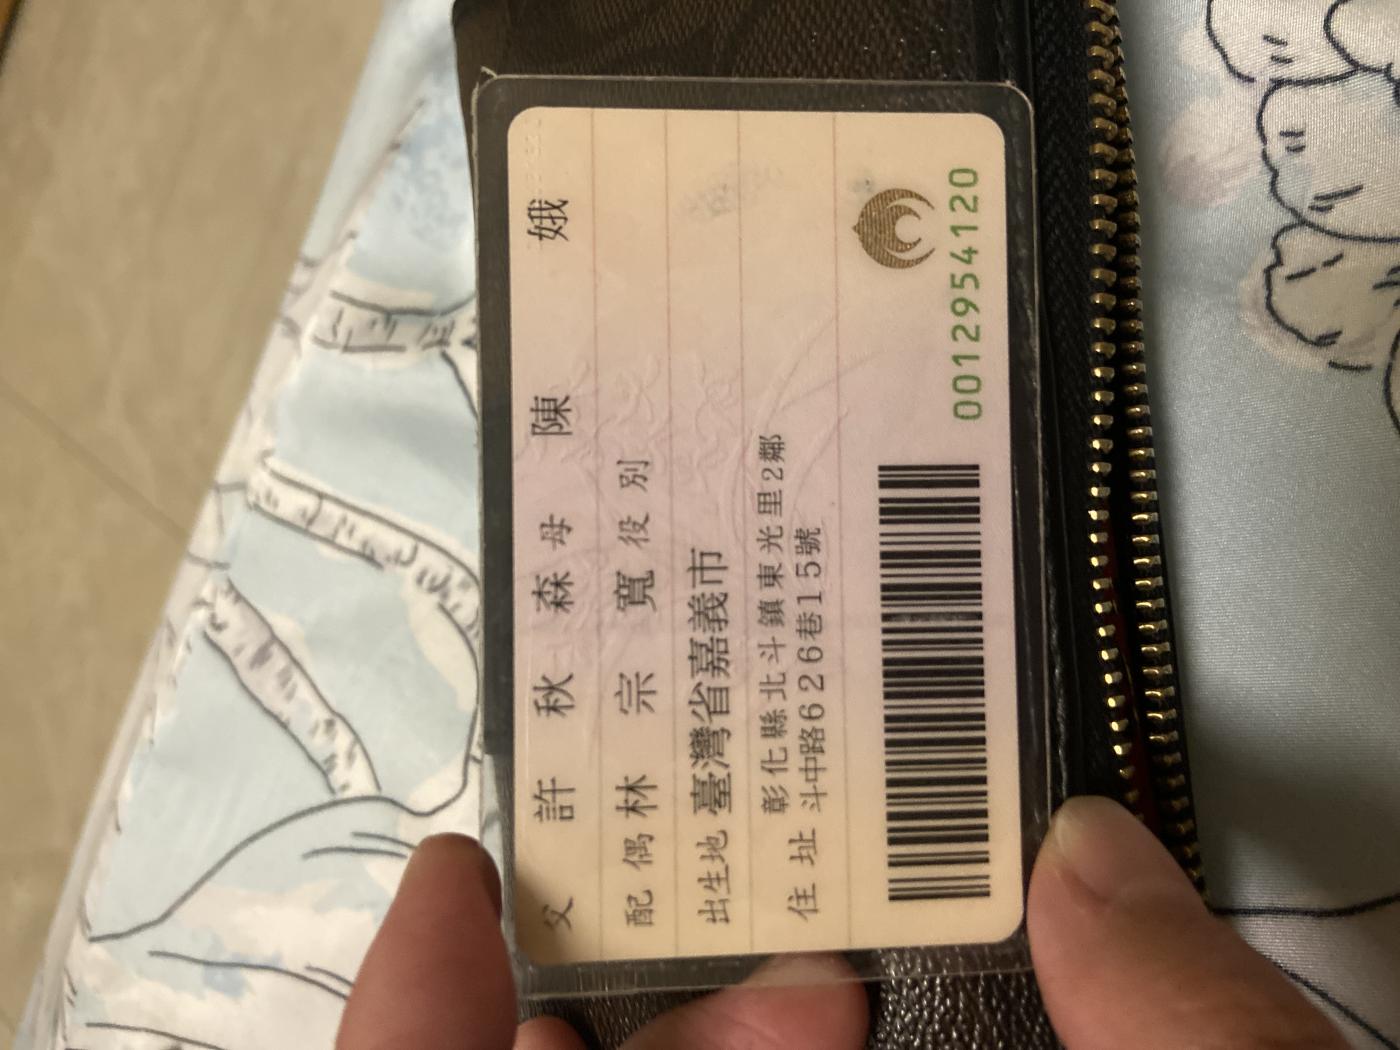 父 許秋森 母 陳娥
配偶 林宗寬 役別
出生地 臺灣省嘉義市
住址 彰化縣北斗鎮東光里2鄰
斗中路626巷15號
0012954120